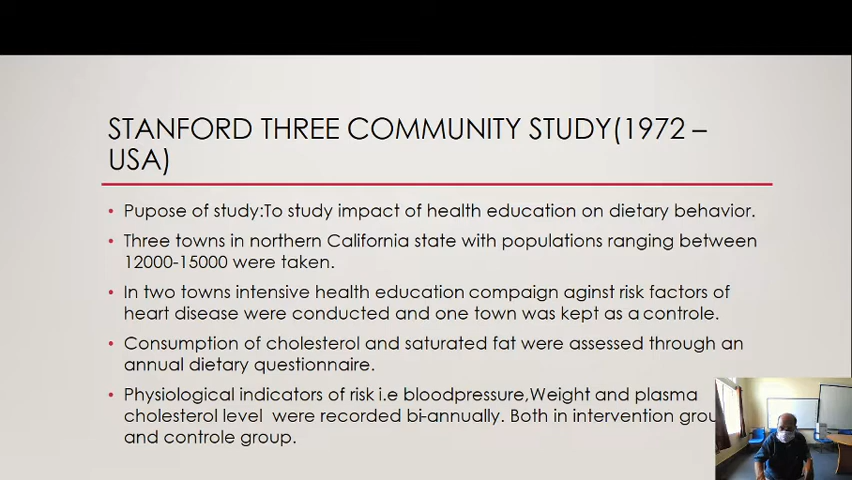 STANFORD THREE COMMUNITY STUDY(1972 –
USA)
• Pupose of study:To study impact of health education on dietary behavior.
• Three towns in northern California state with populations ranging between
12000-15000 were taken.
• In two towns intensive health education compaign aginst risk factors of
heart disease were conducted and one town was kept as a controle.
• Consumption of cholesterol and saturated fat were assessed through an
annual dietary questionnaire.
• Physiological indicators of risk i.e bloodpressure,Weight and plasma
cholesterol level were recorded bi-annually. Both in intervention grou
and controle group.